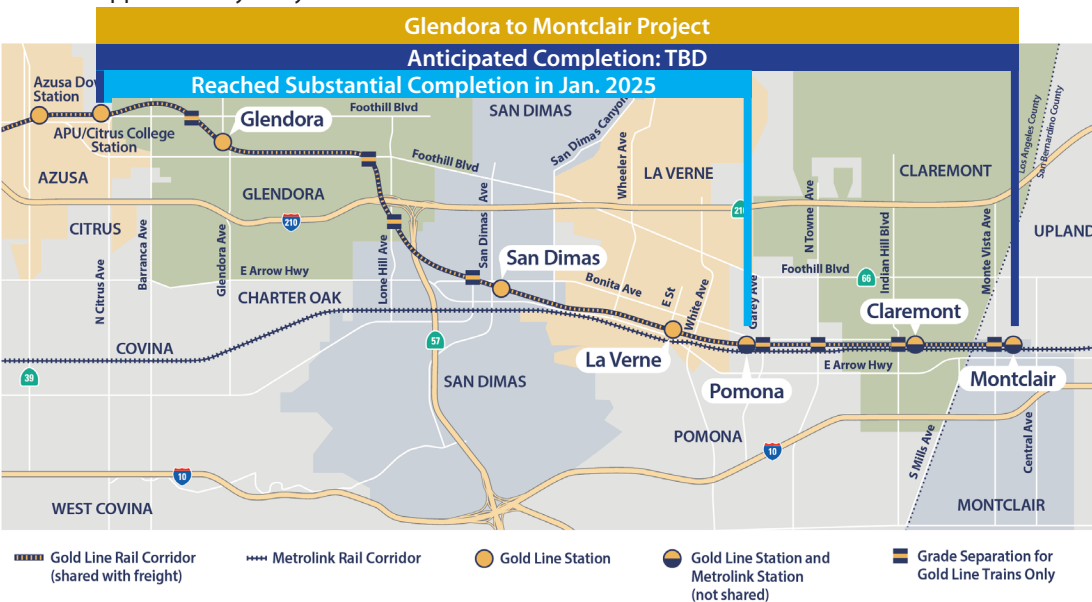 Glendora to Montclair Project
Anticipated Completion: TBD
Reached Substantial Completion in Jan. 2025
Azusa
Station
APU/Citrus College
Station
Glendora
Foothill Blvd
SAN DIMAS
San Dimas Canyon
Foothill Blvd
Wheeler Ave
LA VERNE
CLAREMONT
Los Angeles County
San Bernardino County
AZUSA
GLENDORA
210
210
CITRUS
Barranca Ave
Glendora Ave
Lone Hill Ave
San Dimas Ave
N Towne Ave
Indian Hill Blvd
Monte Vista Ave
UPLAND
N Citrus Ave
E Arrow Hwy
San Dimas
Bonita Ave
E St
White Ave
Garey Ave
Foothill Blvd
66
CHARTER OAK
Claremont
COVINA
57
La Verne
E Arrow Hwy
39
SAN DIMAS
Pomona
Montclair
POMONA
10
S Mills Ave
Central Ave
10
WEST COVINA
MONTCLAIR
Gold Line Rail Corridor
(shared with freight)
Metrolink Rail Corridor
Gold Line Station
Gold Line Station and
Metrolink Station
(not shared)
Grade Separation for
Gold Line Trains Only